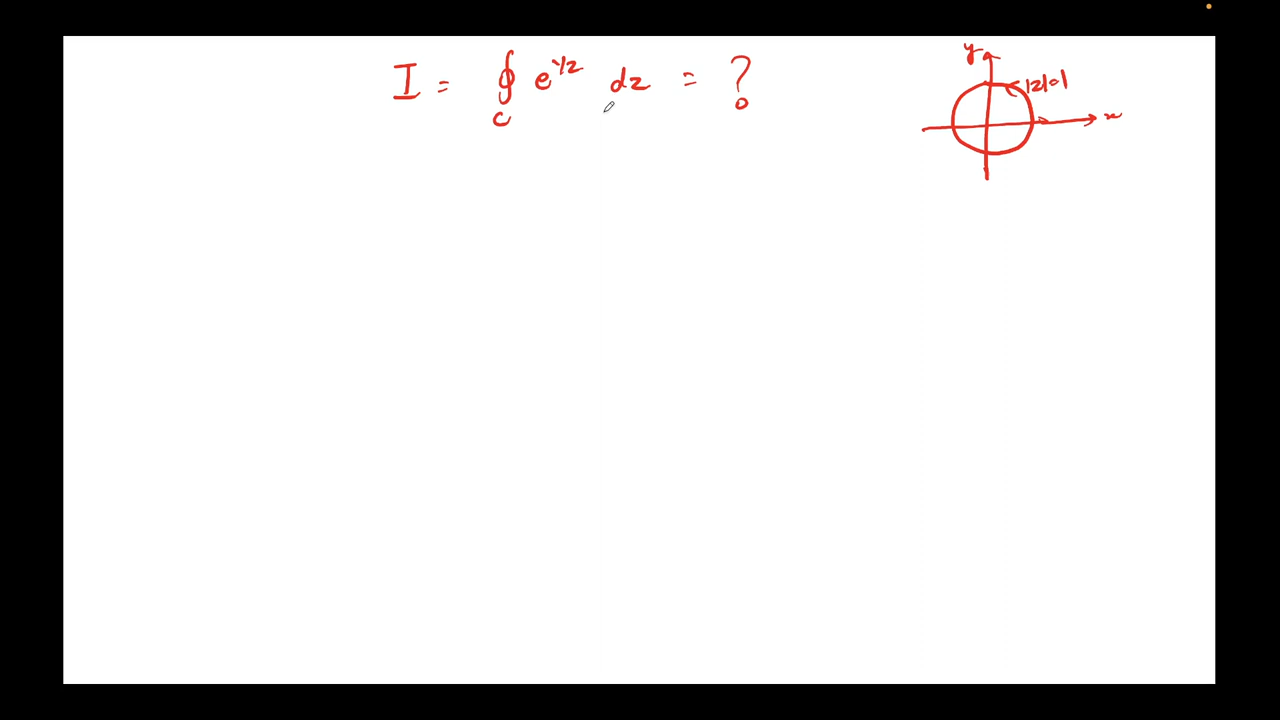 I = ∮_C e^{1/z} dz = ?
y
|z|=1
x